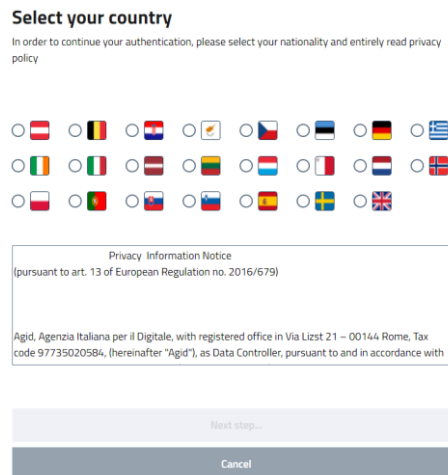 Select your country
In order to continue your authentication, please select your nationality and entirely read privacy
policy
Privacy Information Notice
(pursuant to art. 13 of European Regulation no. 2016/679)
Agid, Agenzia Italiana per il Digitale, with registered office in Via Lizst 21 – 00144 Rome, Tax
code 97735020584, (hereinafter "Agid"), as Data Controller, pursuant to and in accordance with
Next step...
Cancel